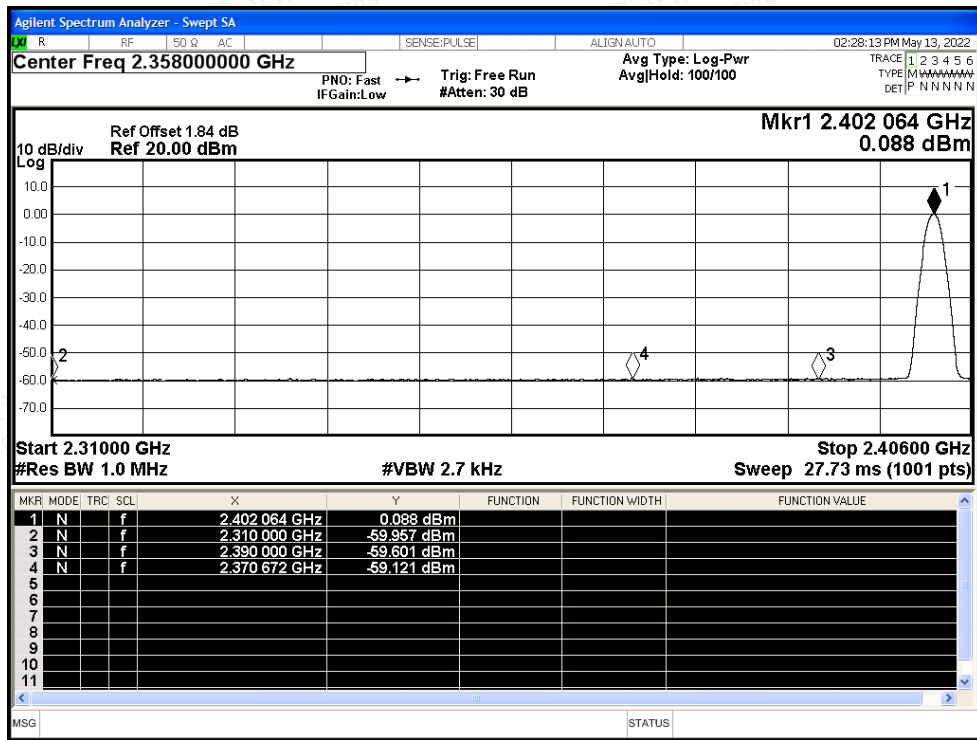 Agilent Spectrum Analyzer - Swept SA
LXI R RF 50 Ω AC SENSE:PULSE ALIGN AUTO 02:28:13 PM May 13, 2022
Center Freq 2.358000000 GHz
PNO: Fast
IFGain:Low
Trig: Free Run
#Atten: 30 dB
Avg Type: Log-Pwr
Avg|Hold: 100/100
TRACE 1 2 3 4 5 6
TYPE M WWWWW
DET P N N N N N
Mkr1 2.402 064 GHz
0.088 dBm
Ref Offset 1.84 dB
10 dB/div Ref 20.00 dBm
Log
10.0
0.00
-10.0
-20.0
-30.0
-40.0
-50.0
-60.0
-70.0
1
2
4
3
Start 2.31000 GHz Stop 2.40600 GHz
#Res BW 1.0 MHz #VBW 2.7 kHz Sweep 27.73 ms (1001 pts)
MKR MODE TRC SCL X Y FUNCTION FUNCTION WIDTH FUNCTION VALUE
1 N f 2.402 064 GHz 0.088 dBm
2 N f 2.310 000 GHz -59.957 dBm
3 N f 2.390 000 GHz -59.601 dBm
4 N f 2.370 672 GHz -59.121 dBm
5
6
7
8
9
10
11
MSG STATUS